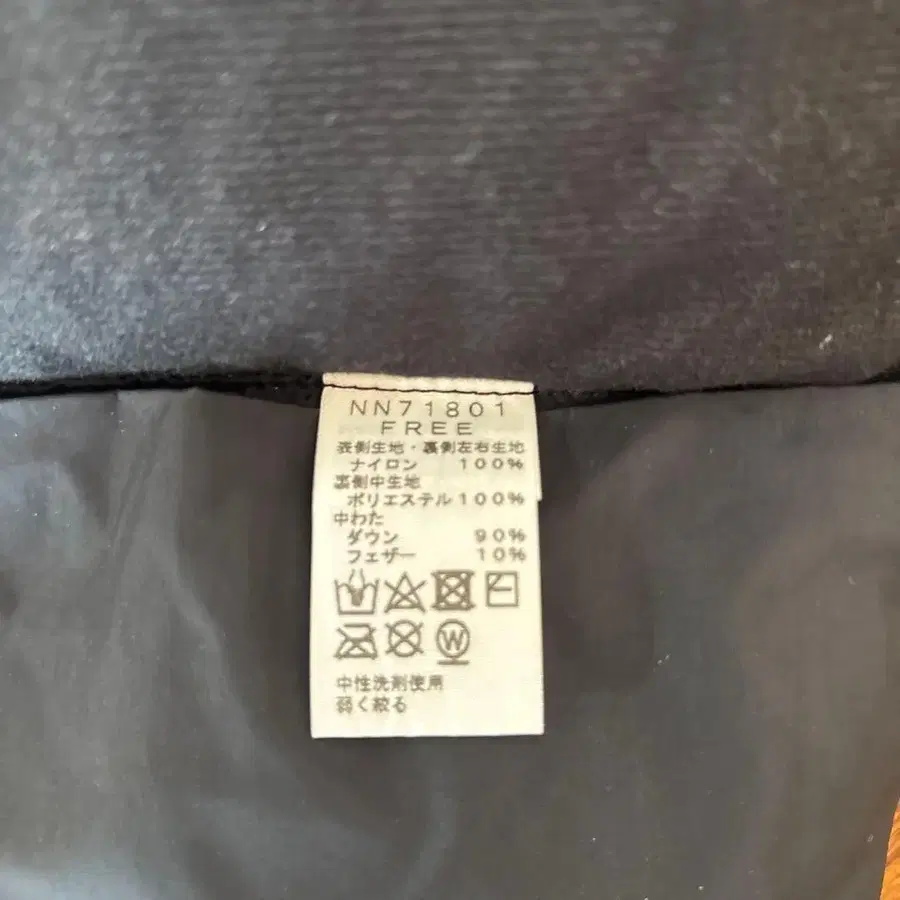 NN71801
FREE
表側生地・裏側左右生地
ナイロン 100%
裏側中生地
ポリエステル100%
中わた
ダウン 90%
フェザー 10%
W
中性洗剤使用
弱く絞る